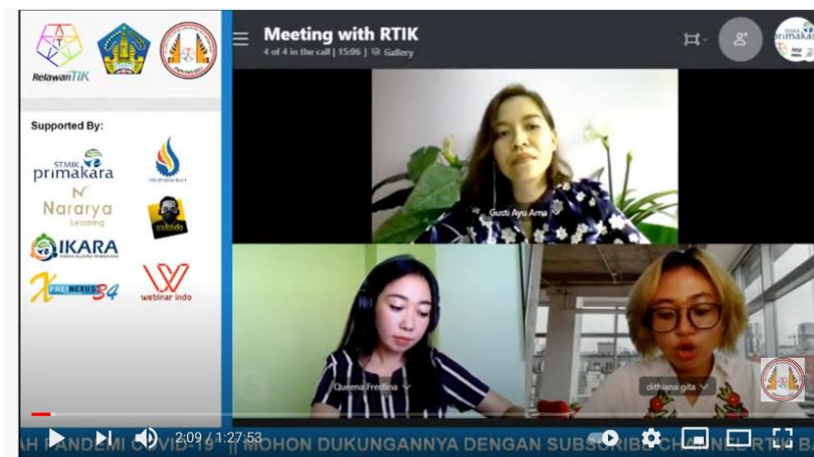 RelawanTIK
Supported By:
STMIK
primakara
Nararya
Learning
IKARA
webinar indo
Meeting with RTIK
4 of 4 in the call | 15:06 | Gallery
Gusti Ayu Arna
Queena Fredlina
dithiana gita
2:09 / 1:27:53
AH PANDEMI COVID-19 || MOHON DUKUNGANNYA DENGAN SUBSCRIBE CHANNEL RTIK BA